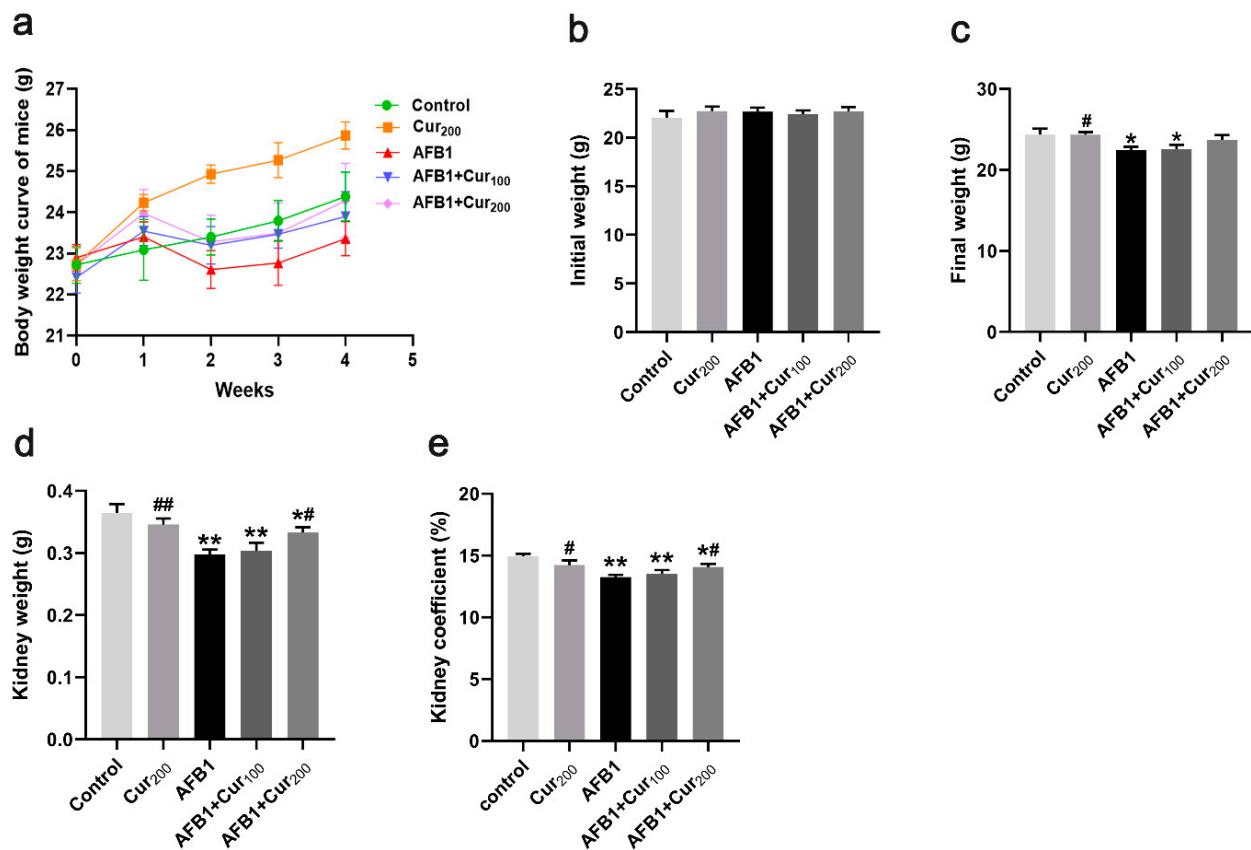 a
Body weight curve of mice (g)
27
26
25
24
23
22
21
0 1 2 3 4 5
Weeks
Control
Cur₂₀₀
AFB1
AFB1+Cur₁₀₀
AFB1+Cur₂₀₀
b
Initial weight (g)
25
20
15
10
5
0
Control Cur₂₀₀ AFB1 AFB1+Cur₁₀₀ AFB1+Cur₂₀₀
c
Final weight (g)
30
20
10
0
# * *
Control Cur₂₀₀ AFB1 AFB1+Cur₁₀₀ AFB1+Cur₂₀₀
d
Kidney weight (g)
0.4
0.3
0.2
0.1
0.0
## ** ** *#
Control Cur₂₀₀ AFB1 AFB1+Cur₁₀₀ AFB1+Cur₂₀₀
e
Kidney coefficient (%)
20
15
10
5
0
# ** ** *#
control Cur₂₀₀ AFB1 AFB1+Cur₁₀₀ AFB1+Cur₂₀₀